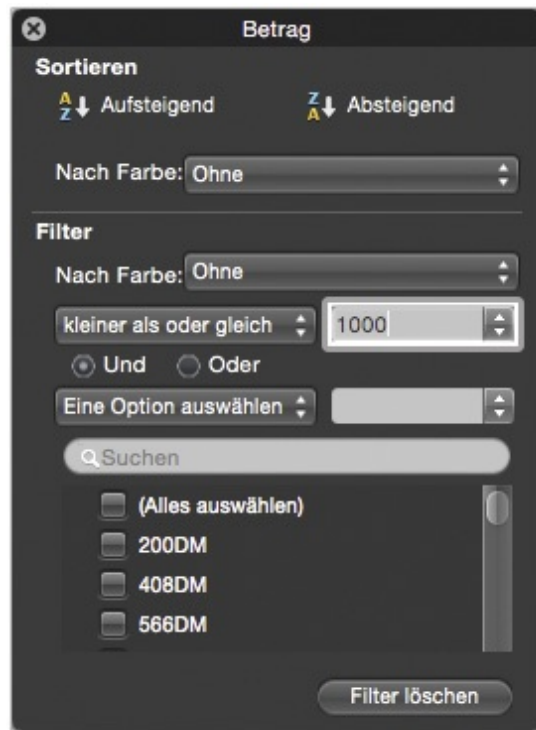 Betrag
Sortieren
A Z Aufsteigend Z A Absteigend
Nach Farbe: Ohne
Filter
Nach Farbe: Ohne
kleiner als oder gleich 1000
Und Oder
Eine Option auswählen
Suchen
(Alles auswählen)
200DM
408DM
566DM
Filter löschen